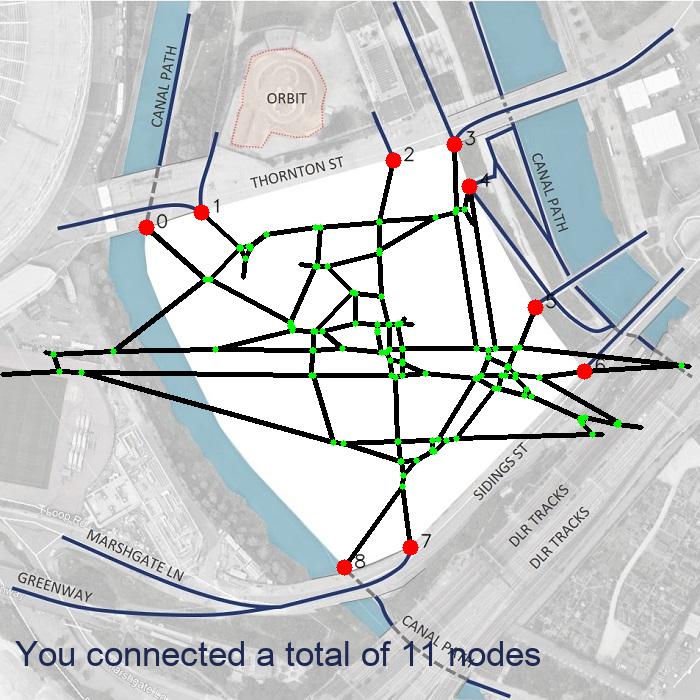 CANAL PATH
ORBIT
THORNTON ST
CANAL PATH
0
1
2
3
4
5
6
SIDINGS ST
DLR TRACKS
DLR TRACKS
MARSHGATE LN
GREENWAY
7
8
CANAL PATH
You connected a total of 11 nodes